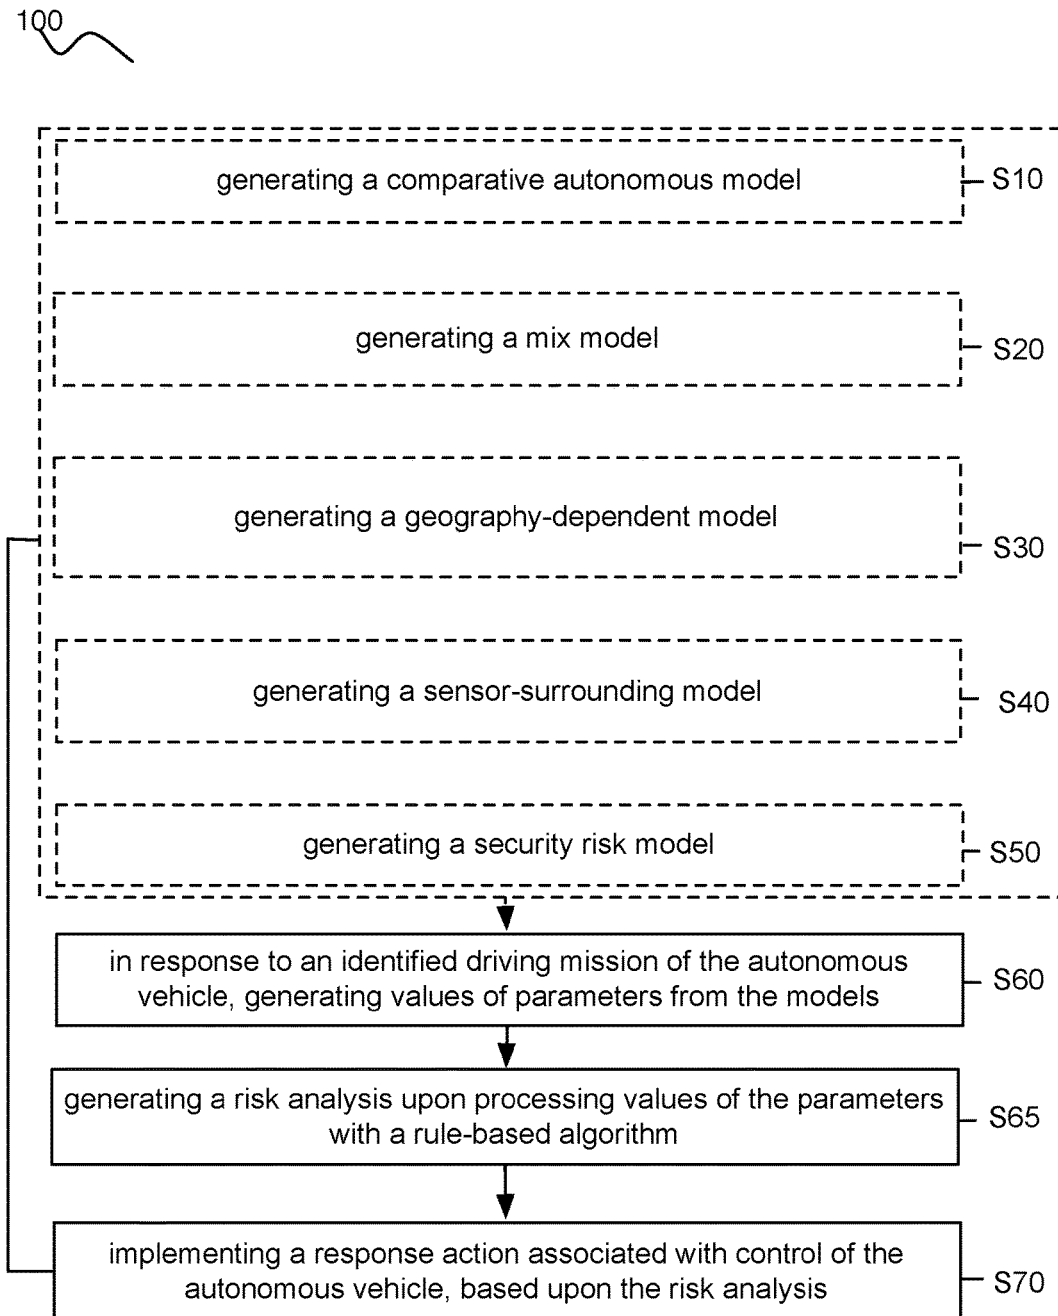 100
generating a comparative autonomous model
S10
generating a mix model
S20
generating a geography-dependent model
S30
generating a sensor-surrounding model
S40
generating a security risk model
S50
in response to an identified driving mission of the autonomous
vehicle, generating values of parameters from the models
S60
generating a risk analysis upon processing values of the parameters
with a rule-based algorithm
S65
implementing a response action associated with control of the
autonomous vehicle, based upon the risk analysis
S70